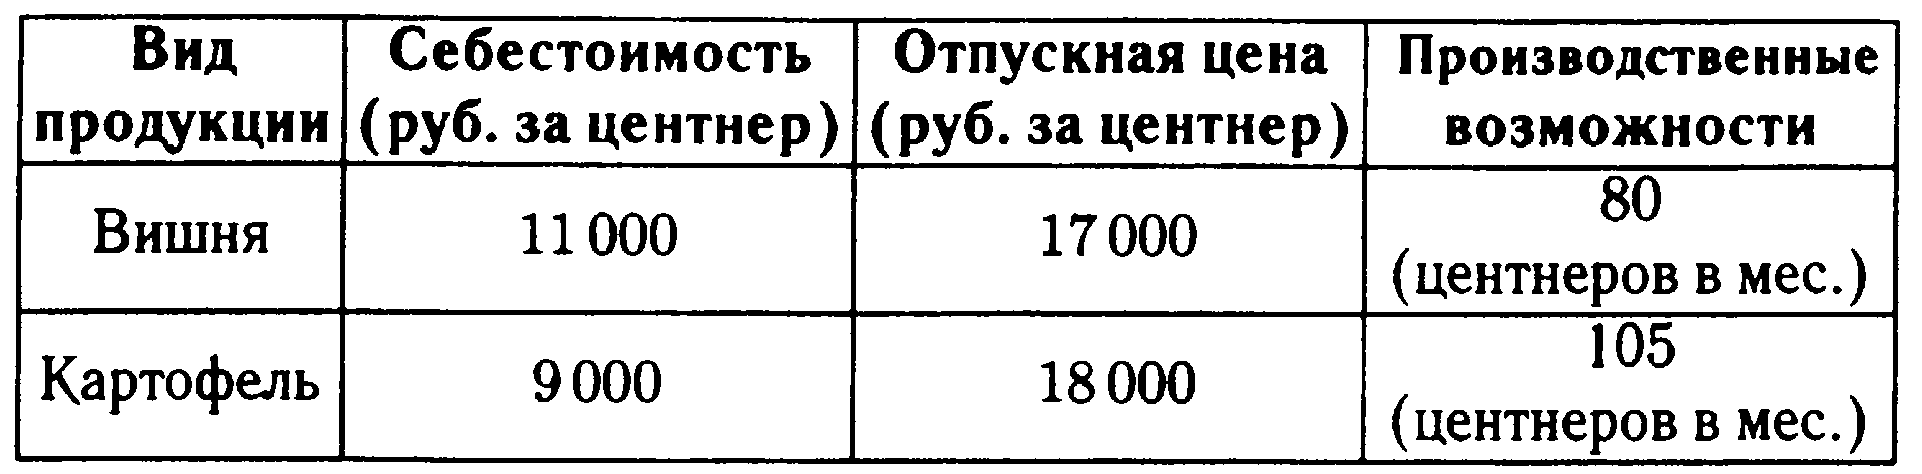 Вид продукции | Себестоимость (руб. за центнер) | Отпускная цена (руб. за центнер) | Производственные возможности
Вишня | 11 000 | 17 000 | 80 (центнеров в мес.)
Картофель | 9 000 | 18 000 | 105 (центнеров в мес.)